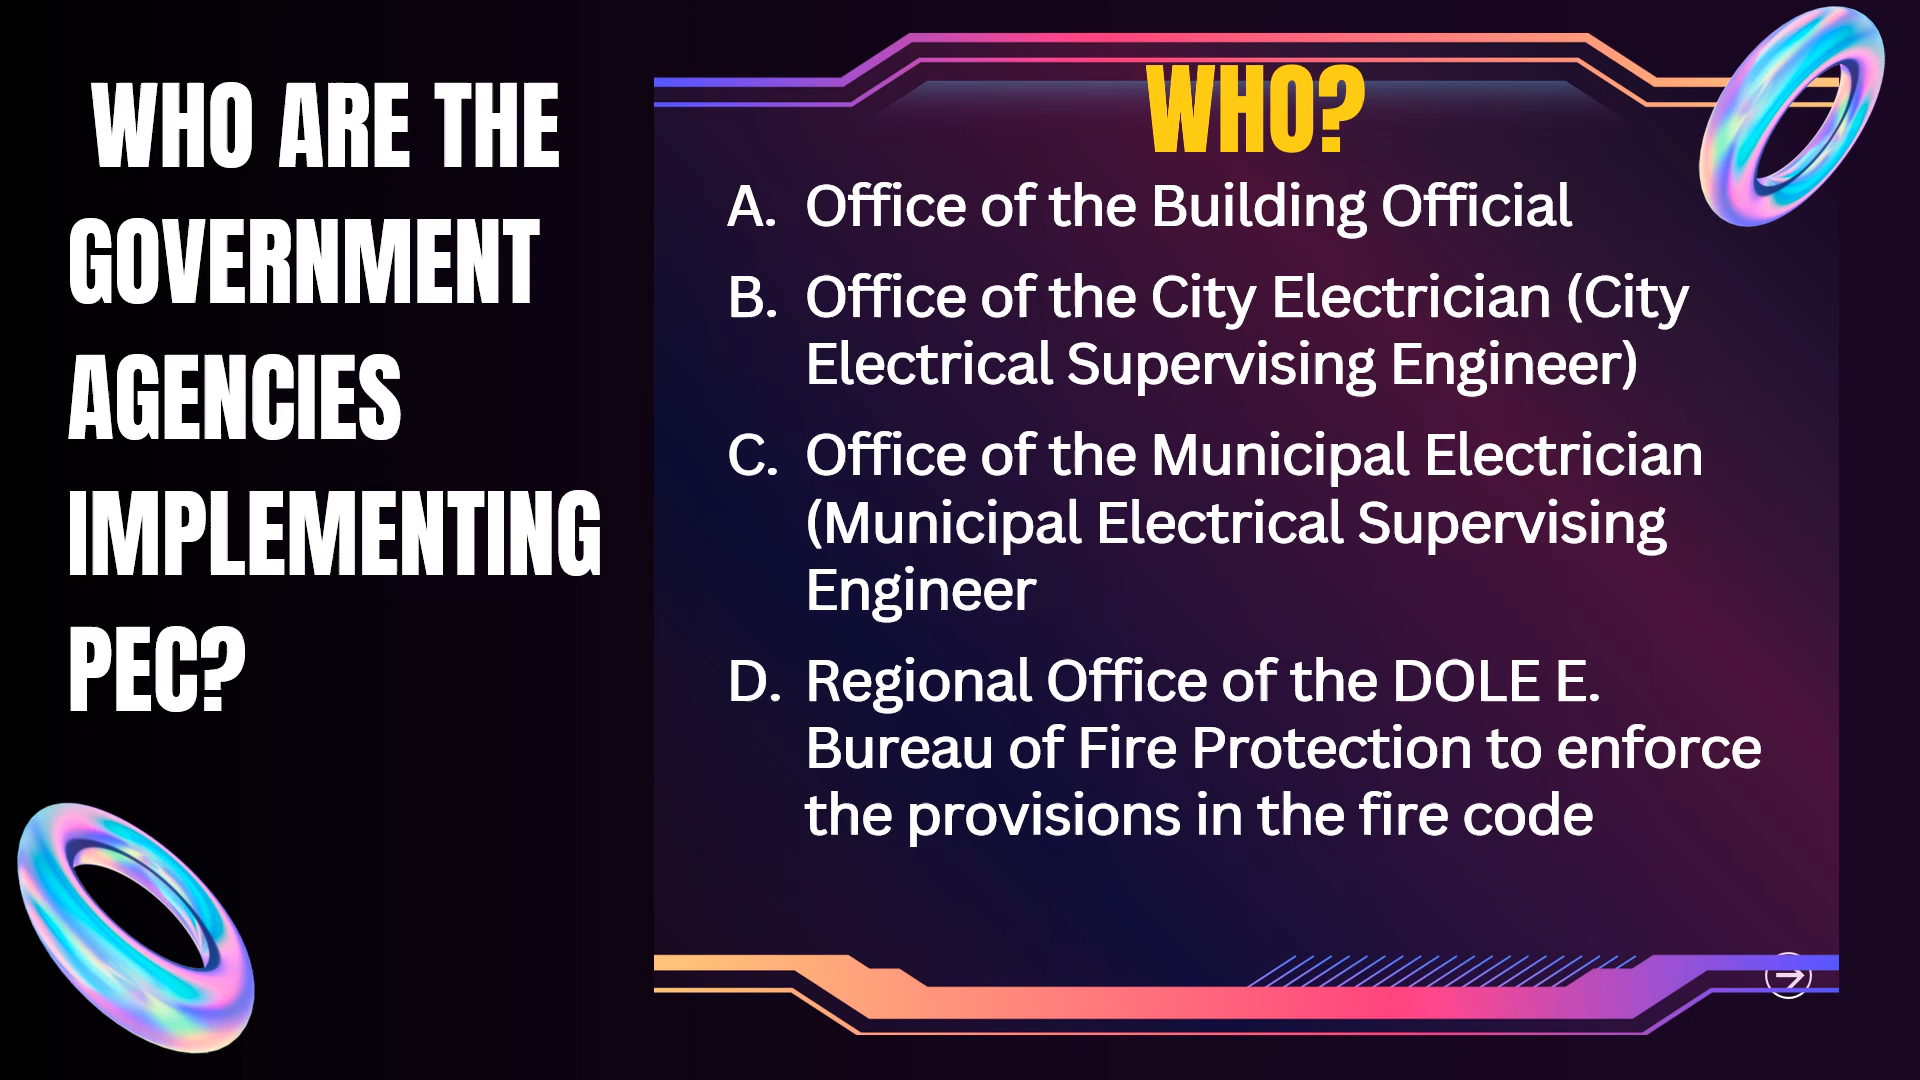 WHO ARE THE
GOVERNMENT
AGENCIES
IMPLEMENTING
PEC?
WHO?
A. Office of the Building Official
B. Office of the City Electrician (City
Electrical Supervising Engineer)
C. Office of the Municipal Electrician
(Municipal Electrical Supervising
Engineer
D. Regional Office of the DOLE E.
Bureau of Fire Protection to enforce
the provisions in the fire code